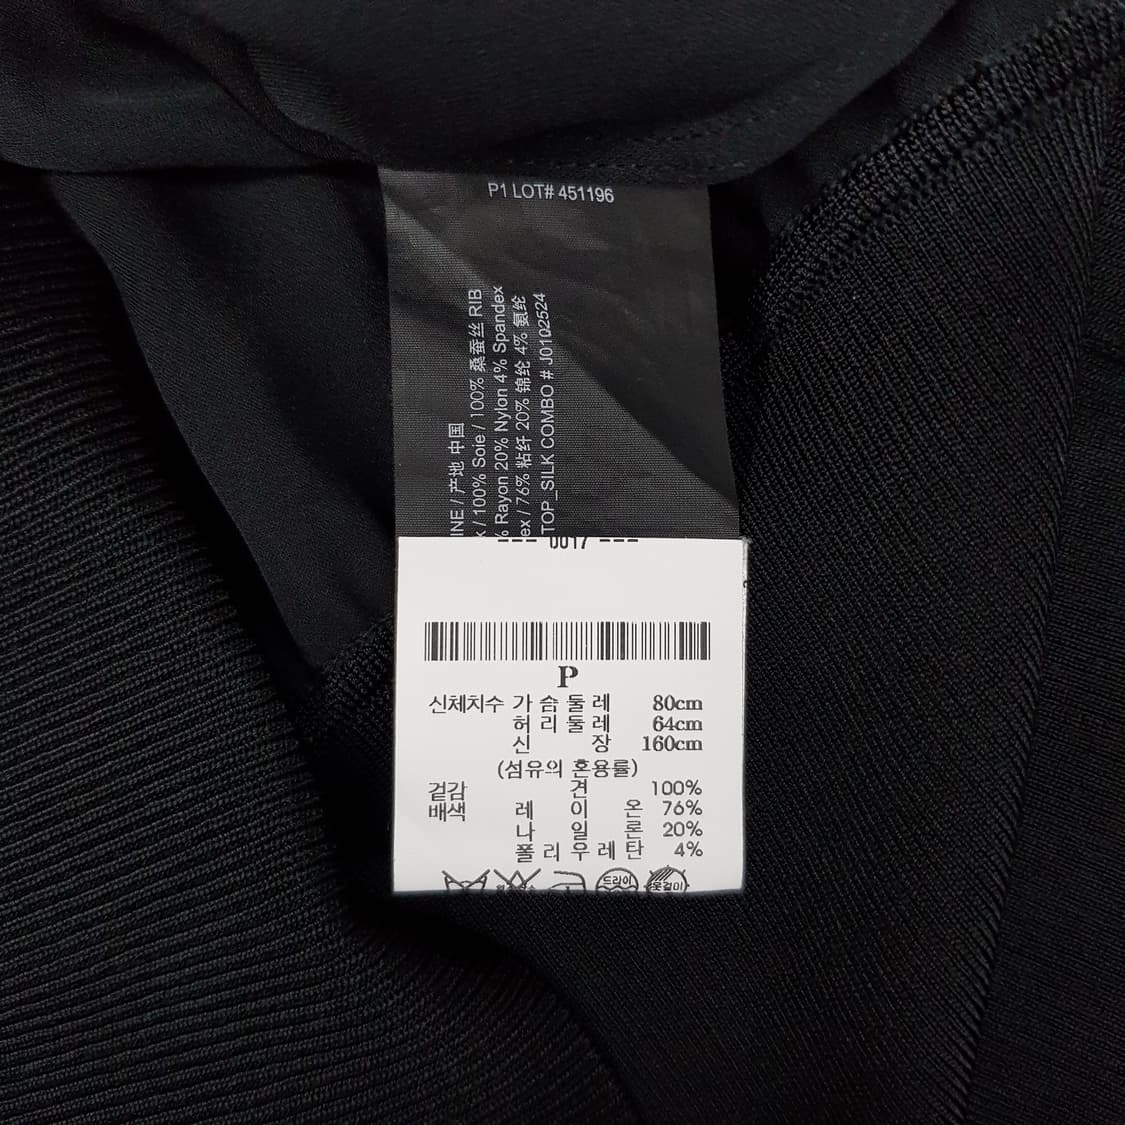 P1 LOT# 451196
INE / 产地 中国
/ 100% Soie / 100% 桑蚕丝 RIB
% Rayon 20% Nylon 4% Spandex
ex / 76% 粘纤 20% 锦纶 4% 氨纶
TOP_SILK COMBO # J0102524
--- 0017 ---
P
신체치수 가슴둘레 80cm
허리둘레 64cm
신장 160cm
(섬유의 혼용률)
겉감 견 100%
배색 레이온 76%
나일론 20%
폴리우레탄 4%
드라이 옷걸이